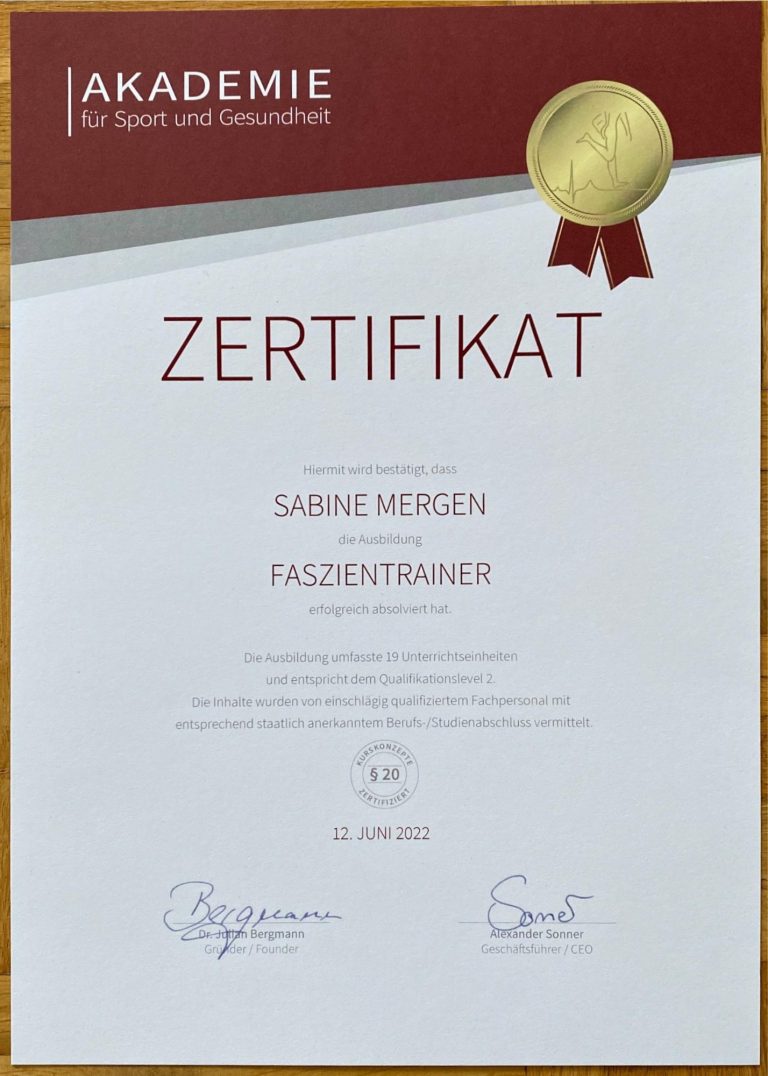 AKADEMIE
für Sport und Gesundheit
ZERTIFIKAT
Hiermit wird bestätigt, dass
SABINE MERGEN
die Ausbildung
FASZIENTRAINER
erfolgreich absolviert hat.
Die Ausbildung umfasste 19 Unterrichtseinheiten
und entspricht dem Qualifikationslevel 2.
Die Inhalte wurden von einschlägig qualifiziertem Fachpersonal mit
entsprechend staatlich anerkanntem Berufs-/Studienabschluss vermittelt.
KURSKONZEPTE
§ 20
ZERTIFIZIERT
12. JUNI 2022
Bergmann
Sonner
Dr. Julian Bergmann
Alexander Sonner
Gründer / Founder
Geschäftsführer / CEO